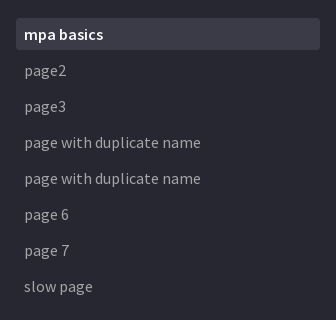 mpa basics
page2
page3
page with duplicate name
page with duplicate name
page 6
page 7
slow page